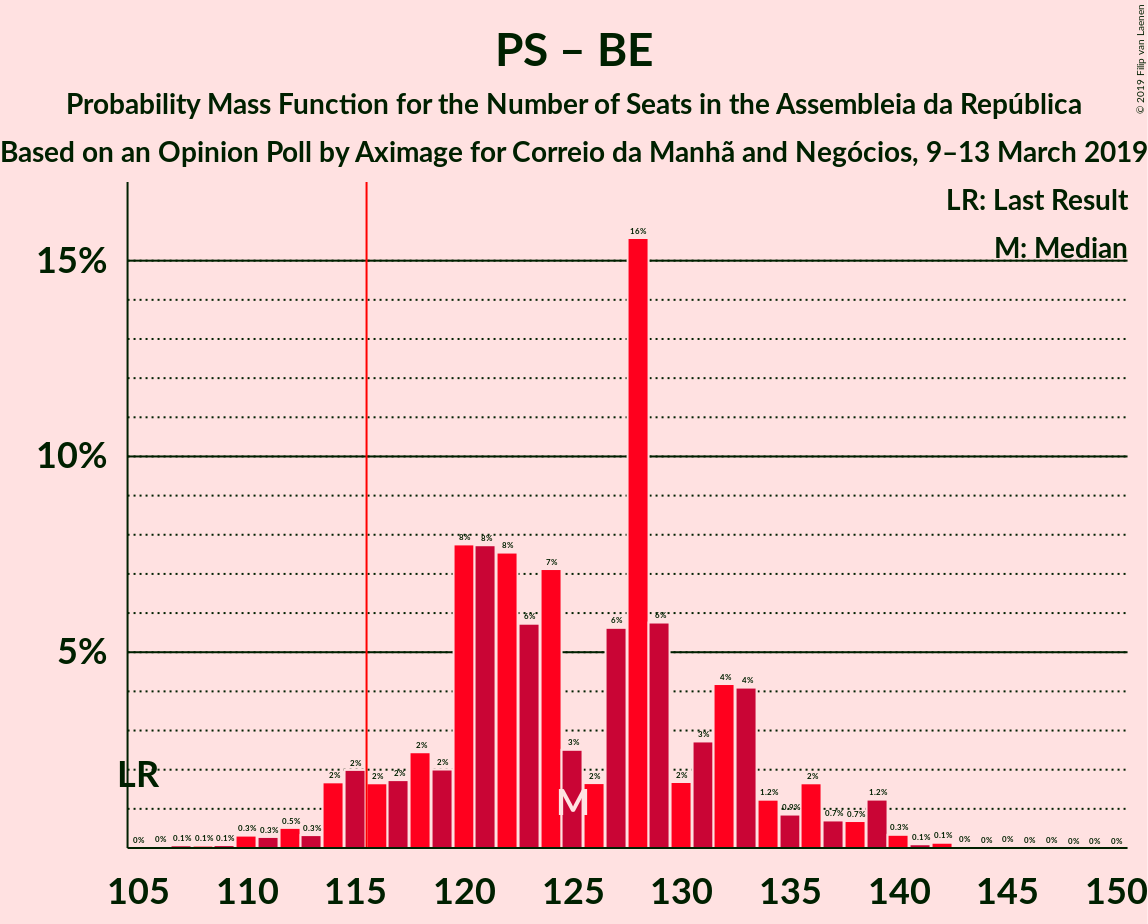 PS – BE
Probability Mass Function for the Number of Seats in the Assembleia da República
Based on an Opinion Poll by Aximage for Correio da Manhã and Negócios, 9–13 March 2019
© 2019 Filip van Laenen
LR: Last Result
M: Median
15%
10%
5%
LR
M
0% 0% 0.1% 0.1% 0.1% 0.3% 0.3% 0.5% 0.3% 2% 2% 2% 2% 2% 2% 8% 8% 8% 6% 7% 3% 2% 6% 16% 6% 2% 3% 4% 4% 1.2% 0.9% 2% 0.7% 0.7% 1.2% 0.3% 0.1% 0.1% 0% 0% 0% 0% 0% 0% 0% 0%
105 110 115 120 125 130 135 140 145 150